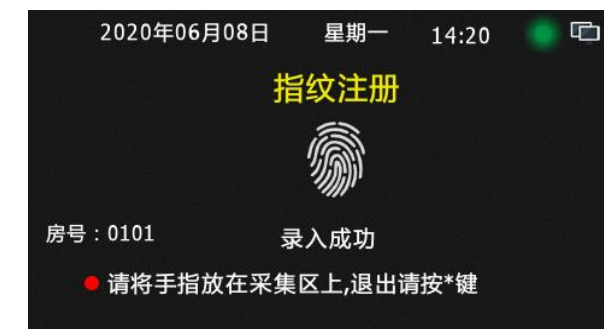 2020年06月08日 星期一 14:20
指纹注册
房号：0101 录入成功
请将手指放在采集区上,退出请按*键